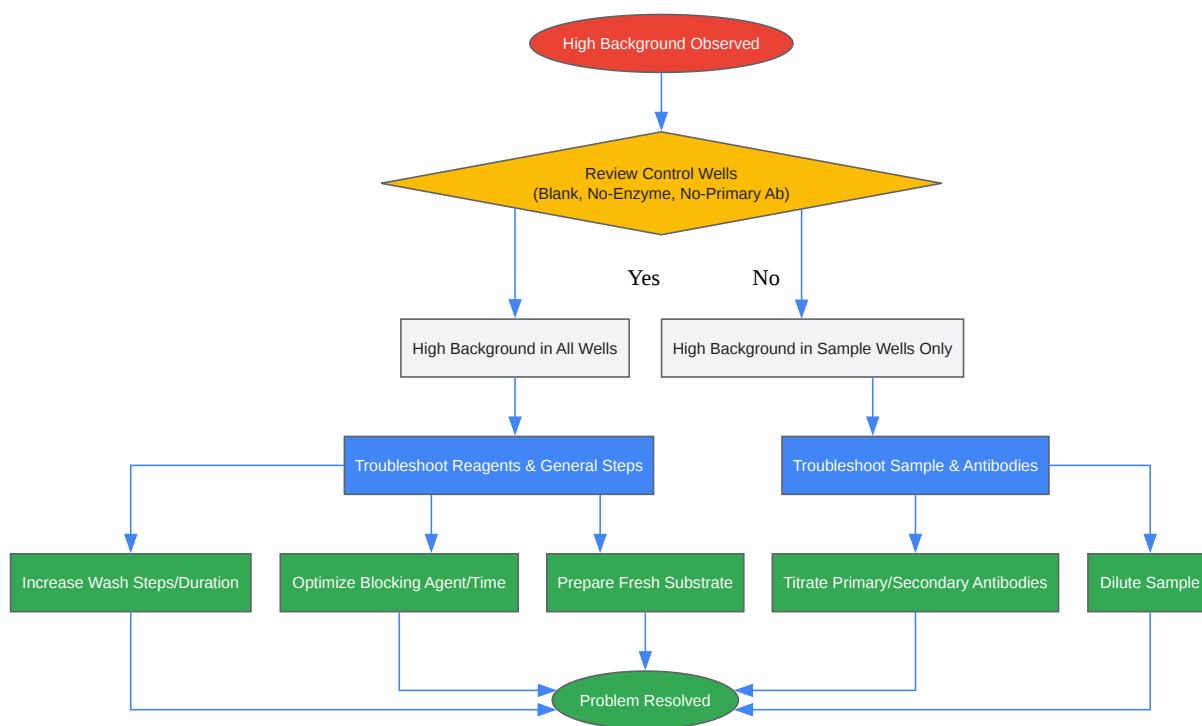 High Background Observed
Review Control Wells
(Blank, No-Enzyme, No-Primary Ab)
Yes
No
High Background in All Wells
High Background in Sample Wells Only
Troubleshoot Reagents & General Steps
Troubleshoot Sample & Antibodies
Increase Wash Steps/Duration
Optimize Blocking Agent/Time
Prepare Fresh Substrate
Titrate Primary/Secondary Antibodies
Dilute Sample
Problem Resolved